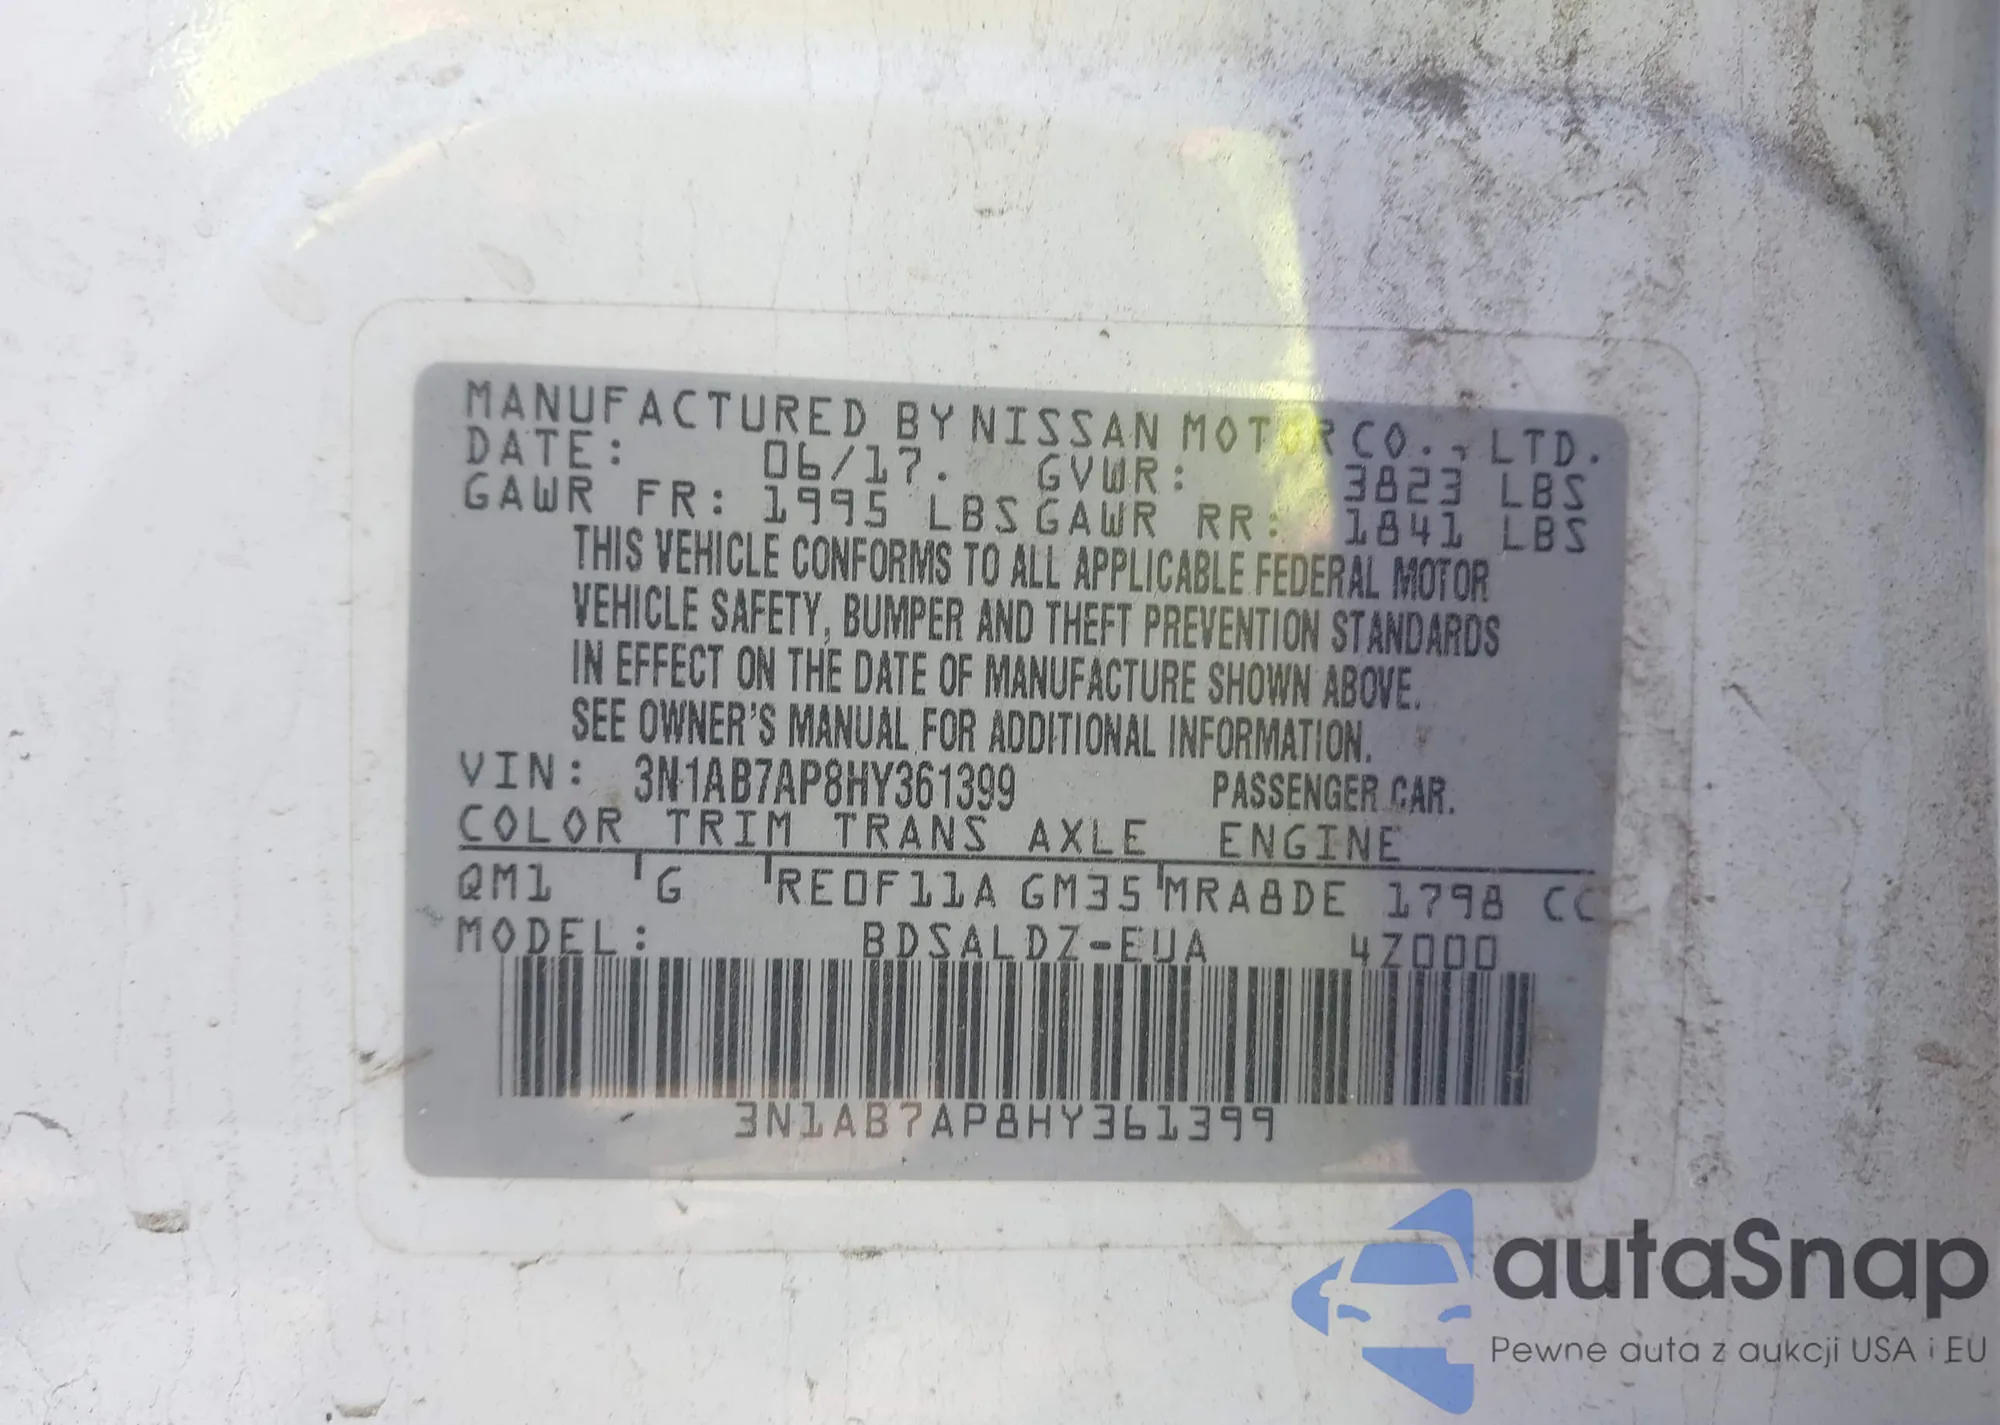 MANUFACTURED BY NISSAN MOTOR CO., LTD.
DATE: 06/17. GVWR: 3823 LBS
GAWR FR: 1995 LBS GAWR RR: 1841 LBS
THIS VEHICLE CONFORMS TO ALL APPLICABLE FEDERAL MOTOR
VEHICLE SAFETY, BUMPER AND THEFT PREVENTION STANDARDS
IN EFFECT ON THE DATE OF MANUFACTURE SHOWN ABOVE.
SEE OWNER'S MANUAL FOR ADDITIONAL INFORMATION.
VIN: 3N1AB7AP8HY361399 PASSENGER CAR.
COLOR TRIM TRANS AXLE ENGINE
QM1 G RE0F11A GM35 MRA8DE 1798 CC
MODEL: BDSALDZ-EUA 4Z000
3N1AB7AP8HY361399
autaSnap
Pewne auta z aukcji USA i EU